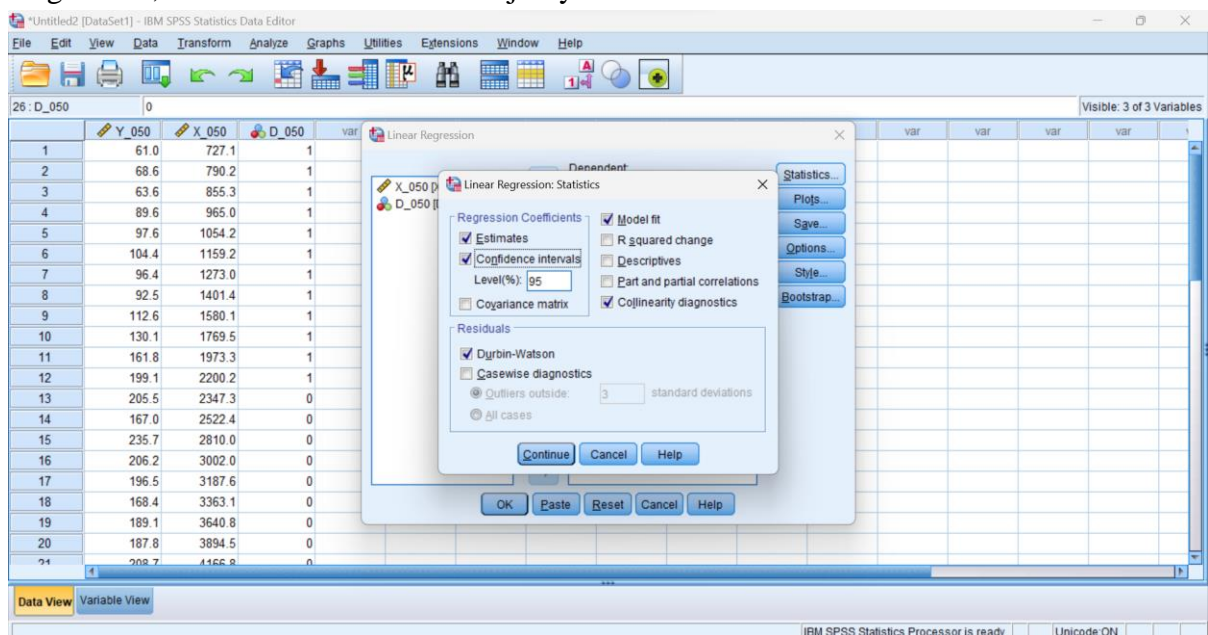 *Untitled2 [DataSet1] - IBM SPSS Statistics Data Editor
File Edit View Data Transform Analyze Graphs Utilities Extensions Window Help
26 : D_050 0 Visible: 3 of 3 Variables
Y_050 X_050 D_050 var var var var var
1 61.0 727.1 1
2 68.6 790.2 1
3 63.6 855.3 1
4 89.6 965.0 1
5 97.6 1054.2 1
6 104.4 1159.2 1
7 96.4 1273.0 1
8 92.5 1401.4 1
9 112.6 1580.1 1
10 130.1 1769.5 1
11 161.8 1973.3 1
12 199.1 2200.2 1
13 205.5 2347.3 0
14 167.0 2522.4 0
15 235.7 2810.0 0
16 206.2 3002.0 0
17 196.5 3187.6 0
18 168.4 3363.1 0
19 189.1 3640.8 0
20 187.8 3894.5 0
21 208.7 4166.8 0
Linear Regression
Dependent:
X_050
D_050
Statistics...
Plots...
Save...
Options...
Style...
Bootstrap...
Linear Regression: Statistics
Regression Coefficients
Estimates
Confidence intervals
Level(%): 95
Covariance matrix
Model fit
R squared change
Descriptives
Part and partial correlations
Collinearity diagnostics
Residuals
Durbin-Watson
Casewise diagnostics
Outliers outside: 3 standard deviations
All cases
Continue Cancel Help
OK Paste Reset Cancel Help
Data View Variable View
IBM SPSS Statistics Processor is ready Unicode:ON